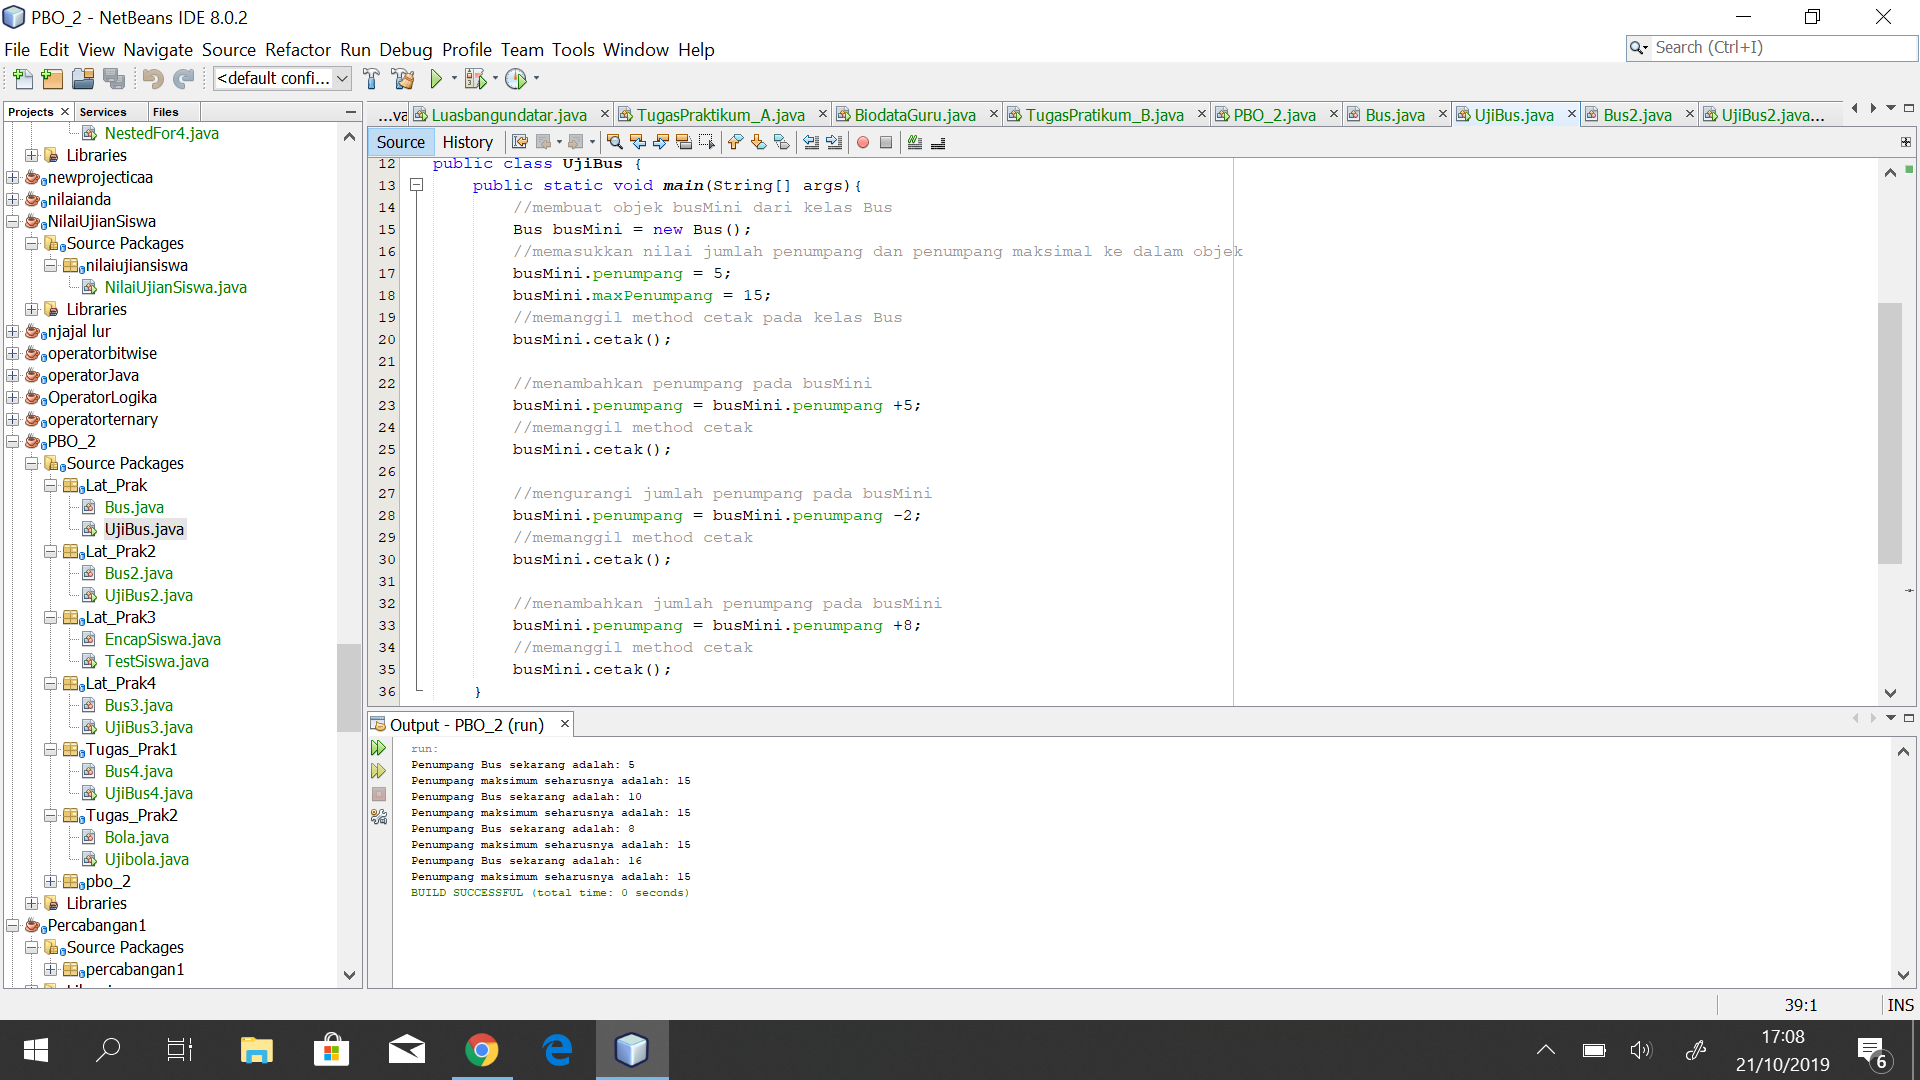 PBO_2 - NetBeans IDE 8.0.2
File Edit View Navigate Source Refactor Run Debug Profile Team Tools Window Help
Search (Ctrl+I)
<default confi...
Projects Services Files
NestedFor4.java
Libraries
newprojecticaa
nilaianda
NilaiUjianSiswa
Source Packages
nilaiujiansiswa
NilaiUjianSiswa.java
Libraries
njajal lur
operatorbitwise
operatorJava
OperatorLogika
operatorternary
PBO_2
Source Packages
Lat_Prak
Bus.java
UjiBus.java
Lat_Prak2
Bus2.java
UjiBus2.java
Lat_Prak3
EncapSiswa.java
TestSiswa.java
Lat_Prak4
Bus3.java
UjiBus3.java
Tugas_Prak1
Bus4.java
UjiBus4.java
Tugas_Prak2
Bola.java
Ujibola.java
pbo_2
Libraries
Percabangan1
Source Packages
percabangan1
...va Luasbangundatar.java TugasPraktikum_A.java BiodataGuru.java TugasPratikum_B.java PBO_2.java Bus.java UjiBus.java Bus2.java UjiBus2.java...
Source History
12 public class UjiBus {
13 public static void main(String[] args){
14 //membuat objek busMini dari kelas Bus
15 Bus busMini = new Bus();
16 //memasukkan nilai jumlah penumpang dan penumpang maksimal ke dalam objek
17 busMini.penumpang = 5;
18 busMini.maxPenumpang = 15;
19 //memanggil method cetak pada kelas Bus
20 busMini.cetak();
21
22 //menambahkan penumpang pada busMini
23 busMini.penumpang = busMini.penumpang +5;
24 //memanggil method cetak
25 busMini.cetak();
26
27 //mengurangi jumlah penumpang pada busMini
28 busMini.penumpang = busMini.penumpang -2;
29 //memanggil method cetak
30 busMini.cetak();
31
32 //menambahkan jumlah penumpang pada busMini
33 busMini.penumpang = busMini.penumpang +8;
34 //memanggil method cetak
35 busMini.cetak();
36 }
Output - PBO_2 (run)
run:
Penumpang Bus sekarang adalah: 5
Penumpang maksimum seharusnya adalah: 15
Penumpang Bus sekarang adalah: 10
Penumpang maksimum seharusnya adalah: 15
Penumpang Bus sekarang adalah: 8
Penumpang maksimum seharusnya adalah: 15
Penumpang Bus sekarang adalah: 16
Penumpang maksimum seharusnya adalah: 15
BUILD SUCCESSFUL (total time: 0 seconds)
39:1 INS
17:08
21/10/2019
6